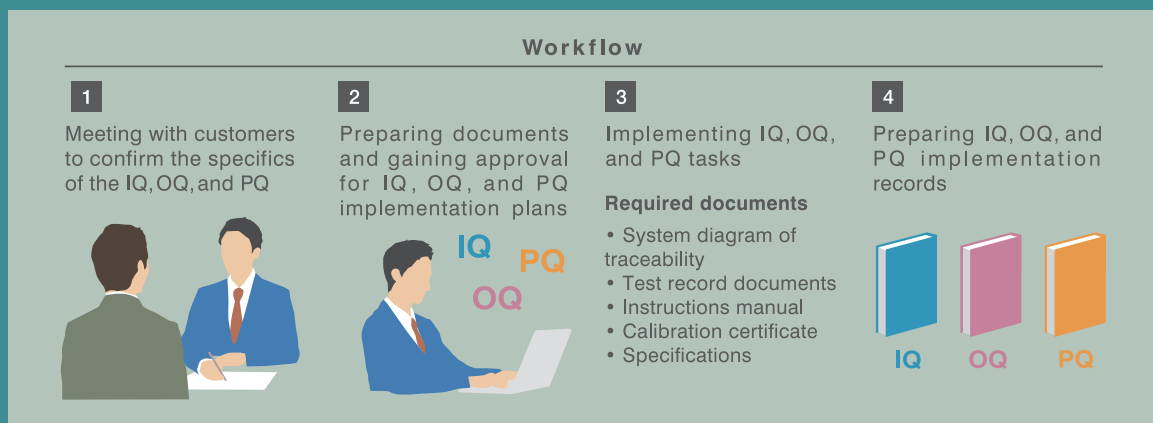 Workflow
1
Meeting with customers
to confirm the specifics
of the IQ, OQ, and PQ
2
Preparing documents
and gaining approval
for IQ, OQ, and PQ
implementation plans
IQ
PQ
OQ
3
Implementing IQ, OQ,
and PQ tasks
Required documents
• System diagram of
traceability
• Test record documents
• Instructions manual
• Calibration certificate
• Specifications
4
Preparing IQ, OQ, and
PQ implementation
records
IQ
OQ
PQ